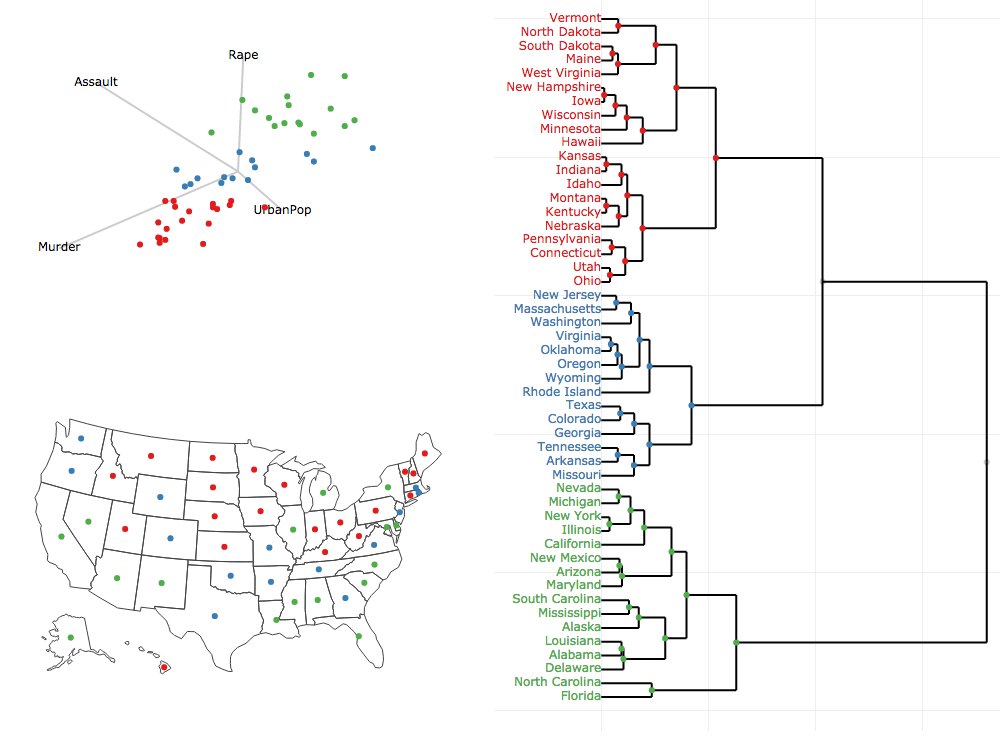 Rape
Assault
UrbanPop
Murder
Vermont
North Dakota
South Dakota
Maine
West Virginia
New Hampshire
Iowa
Wisconsin
Minnesota
Hawaii
Kansas
Indiana
Idaho
Montana
Kentucky
Nebraska
Pennsylvania
Connecticut
Utah
Ohio
New Jersey
Massachusetts
Washington
Virginia
Oklahoma
Oregon
Wyoming
Rhode Island
Texas
Colorado
Georgia
Tennessee
Arkansas
Missouri
Nevada
Michigan
New York
Illinois
California
New Mexico
Arizona
Maryland
South Carolina
Mississippi
Alaska
Louisiana
Alabama
Delaware
North Carolina
Florida